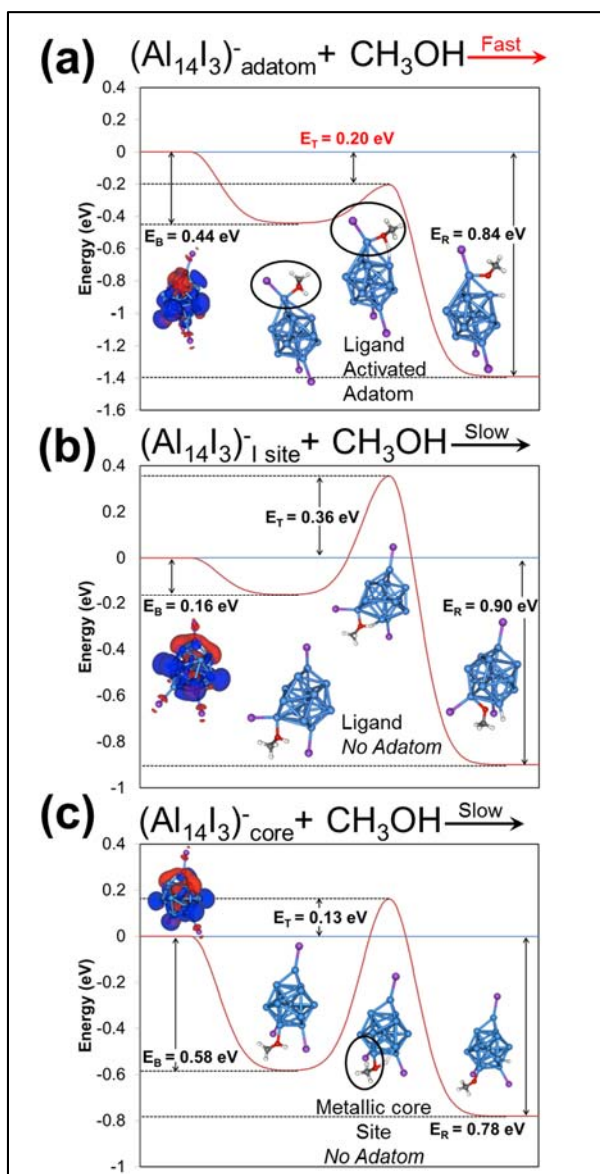 (a) (Al14I3)-adatom + CH3OH Fast
0.4
0.2
0
-0.2
-0.4
-0.6
-0.8
-1
-1.2
-1.4
-1.6
Energy (eV)
ET = 0.20 eV
EB = 0.44 eV
ER = 0.84 eV
Ligand
Activated
Adatom
(b) (Al14I3)-I site + CH3OH Slow
0.4
0.2
0
-0.2
-0.4
-0.6
-0.8
-1
Energy (eV)
ET = 0.36 eV
EB = 0.16 eV
ER = 0.90 eV
Ligand
No Adatom
(c) (Al14I3)-core + CH3OH Slow
0.4
0.2
0
-0.2
-0.4
-0.6
-0.8
-1
Energy (eV)
ET = 0.13 eV
EB = 0.58 eV
Metallic core
Site
No Adatom
ER = 0.78 eV